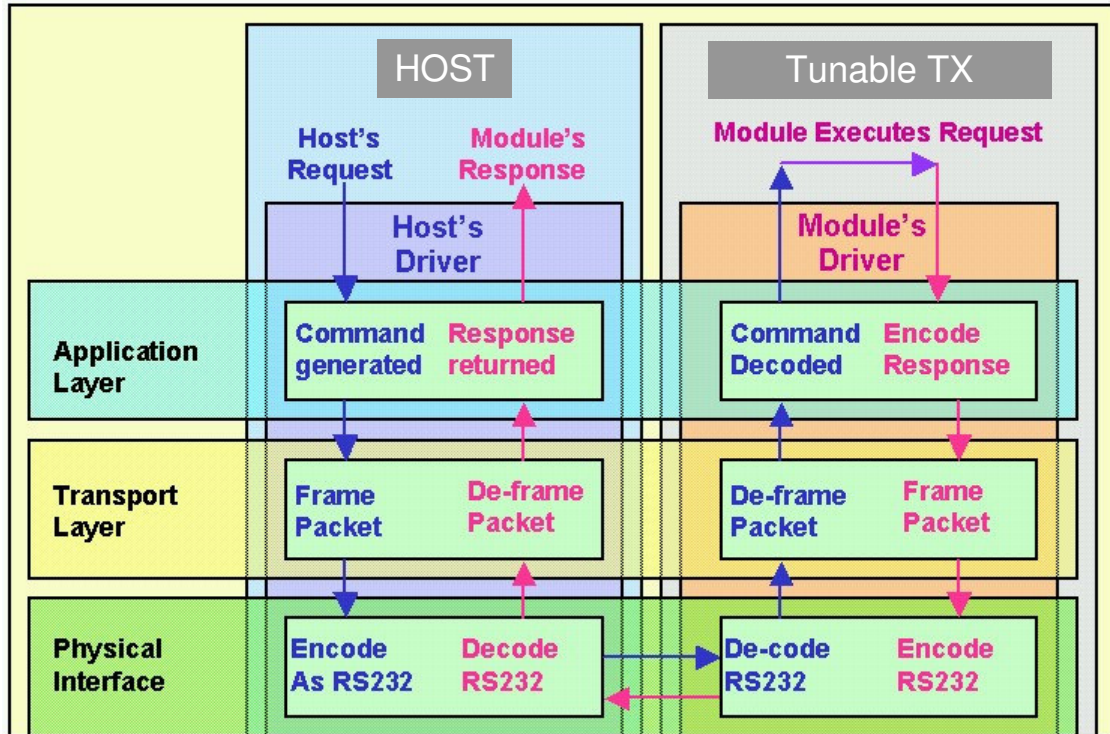 HOST
Tunable TX
Host's
Request
Module's
Response
Module Executes Request
Host's
Driver
Module's
Driver
Application
Layer
Command
generated
Response
returned
Command
Decoded
Encode
Response
Transport
Layer
Frame
Packet
De-frame
Packet
De-frame
Packet
Frame
Packet
Physical
Interface
Encode
As RS232
Decode
RS232
De-code
RS232
Encode
RS232